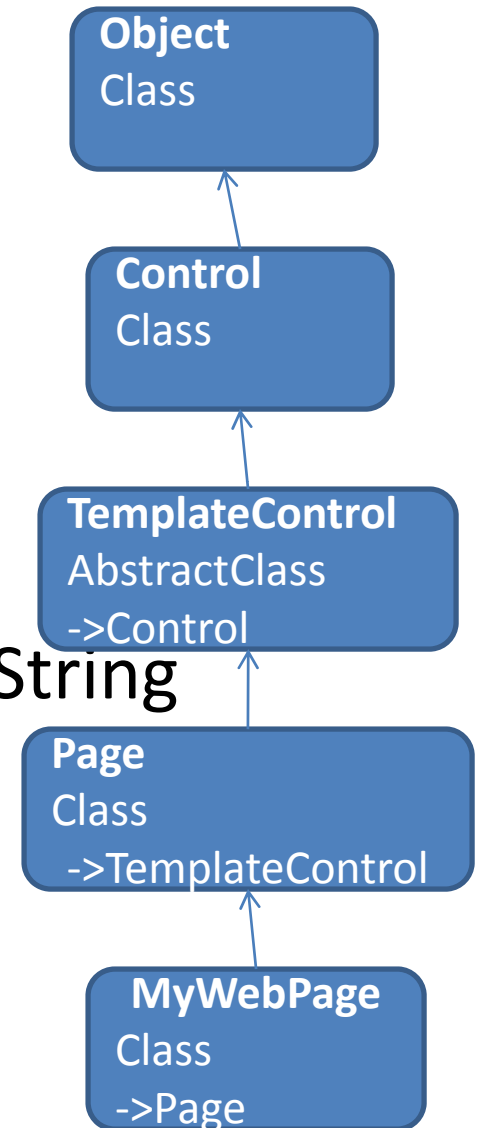 Object
Class
Control
Class
TemplateControl
AbstractClass
->Control
String
Page
Class
->TemplateControl
MyWebPage
Class
->Page